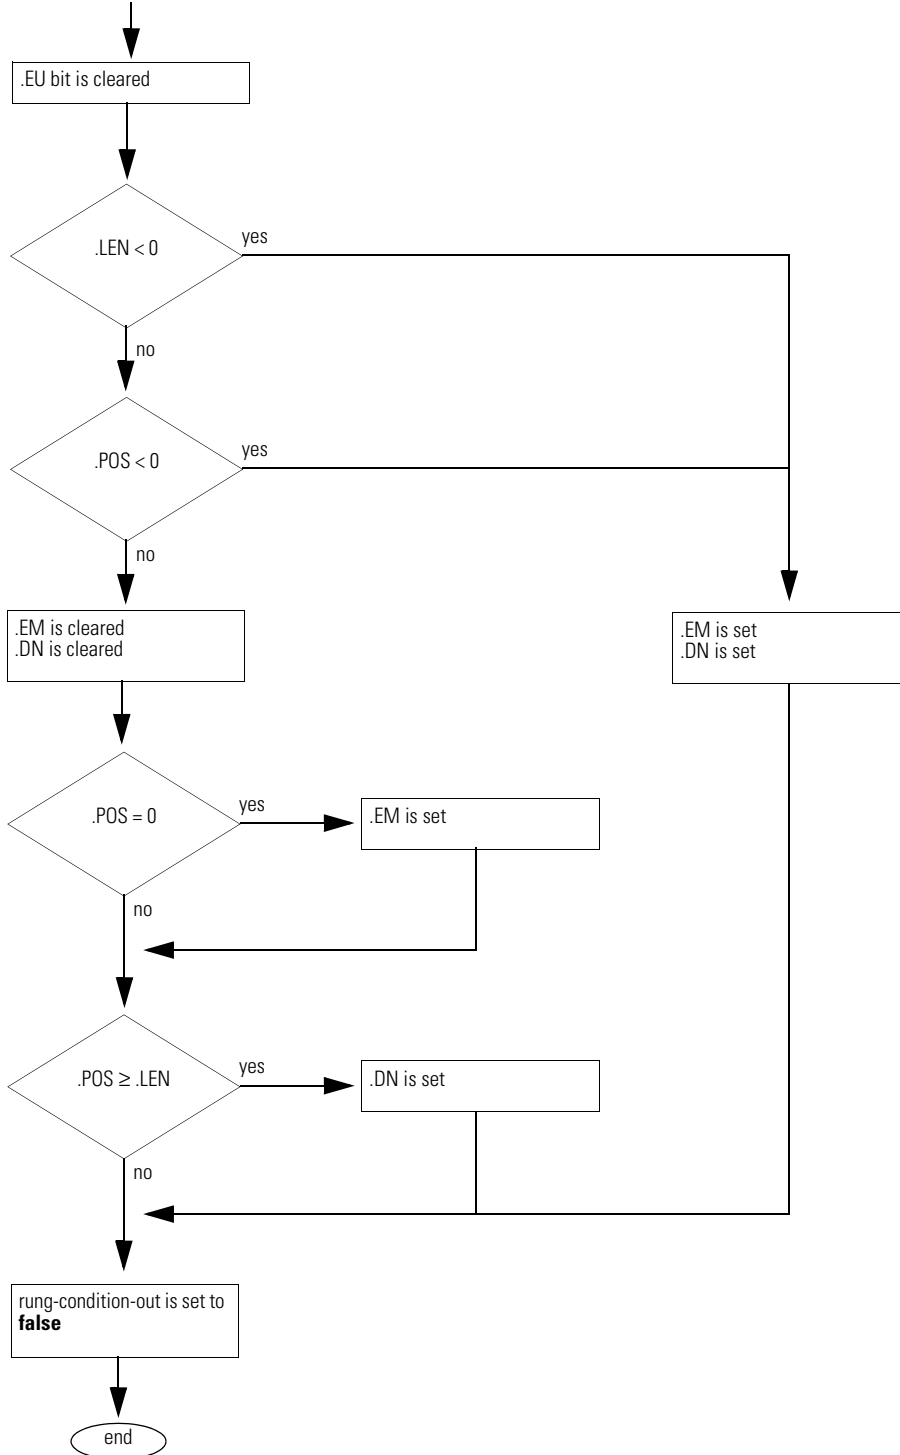 .EU bit is cleared
.LEN < 0
yes
no
.POS < 0
yes
no
.EM is cleared
.DN is cleared
.EM is set
.DN is set
.POS = 0
yes
.EM is set
no
.POS ≥ .LEN
yes
.DN is set
no
rung-condition-out is set to
false
end